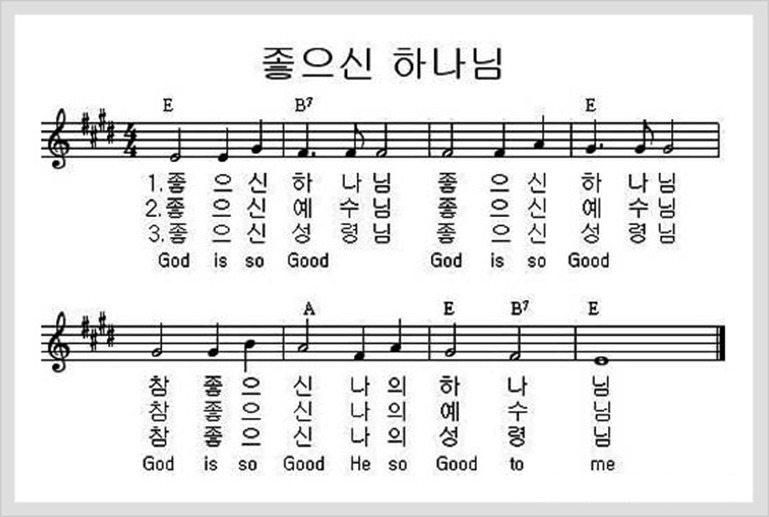 좋으신 하나님
E B7 E
4 4
1.좋 으 신 하 나 님 좋 으 신 하 나 님
2.좋 으 신 예 수 님 좋 으 신 예 수 님
3.좋 으 신 성 령 님 좋 으 신 성 령 님
God is so Good God is so Good
A E B7 E
참 좋 으 신 나 의 하 나 님
참 좋 으 신 나 의 예 수 님
참 좋 으 신 나 의 성 령 님
God is so Good He so Good to me